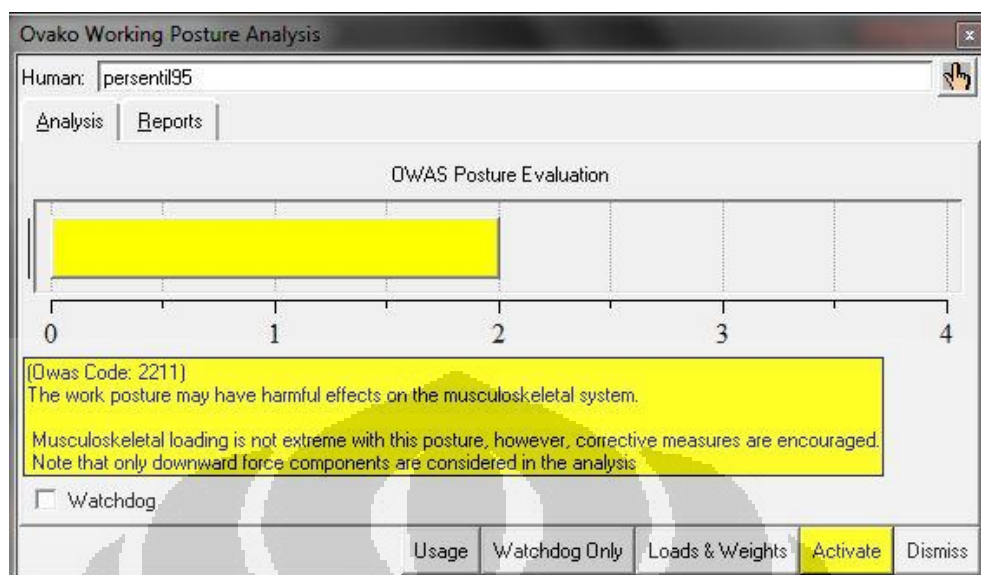 Ovako Working Posture Analysis
x
Human: persentil95
Analysis Reports
OWAS Posture Evaluation
0 1 2 3 4
(Owas Code: 2211)
The work posture may have harmful effects on the musculoskeletal system.
Musculoskeletal loading is not extreme with this posture, however, corrective measures are encouraged.
Note that only downward force components are considered in the analysis
Watchdog
Usage Watchdog Only Loads & Weights Activate Dismiss